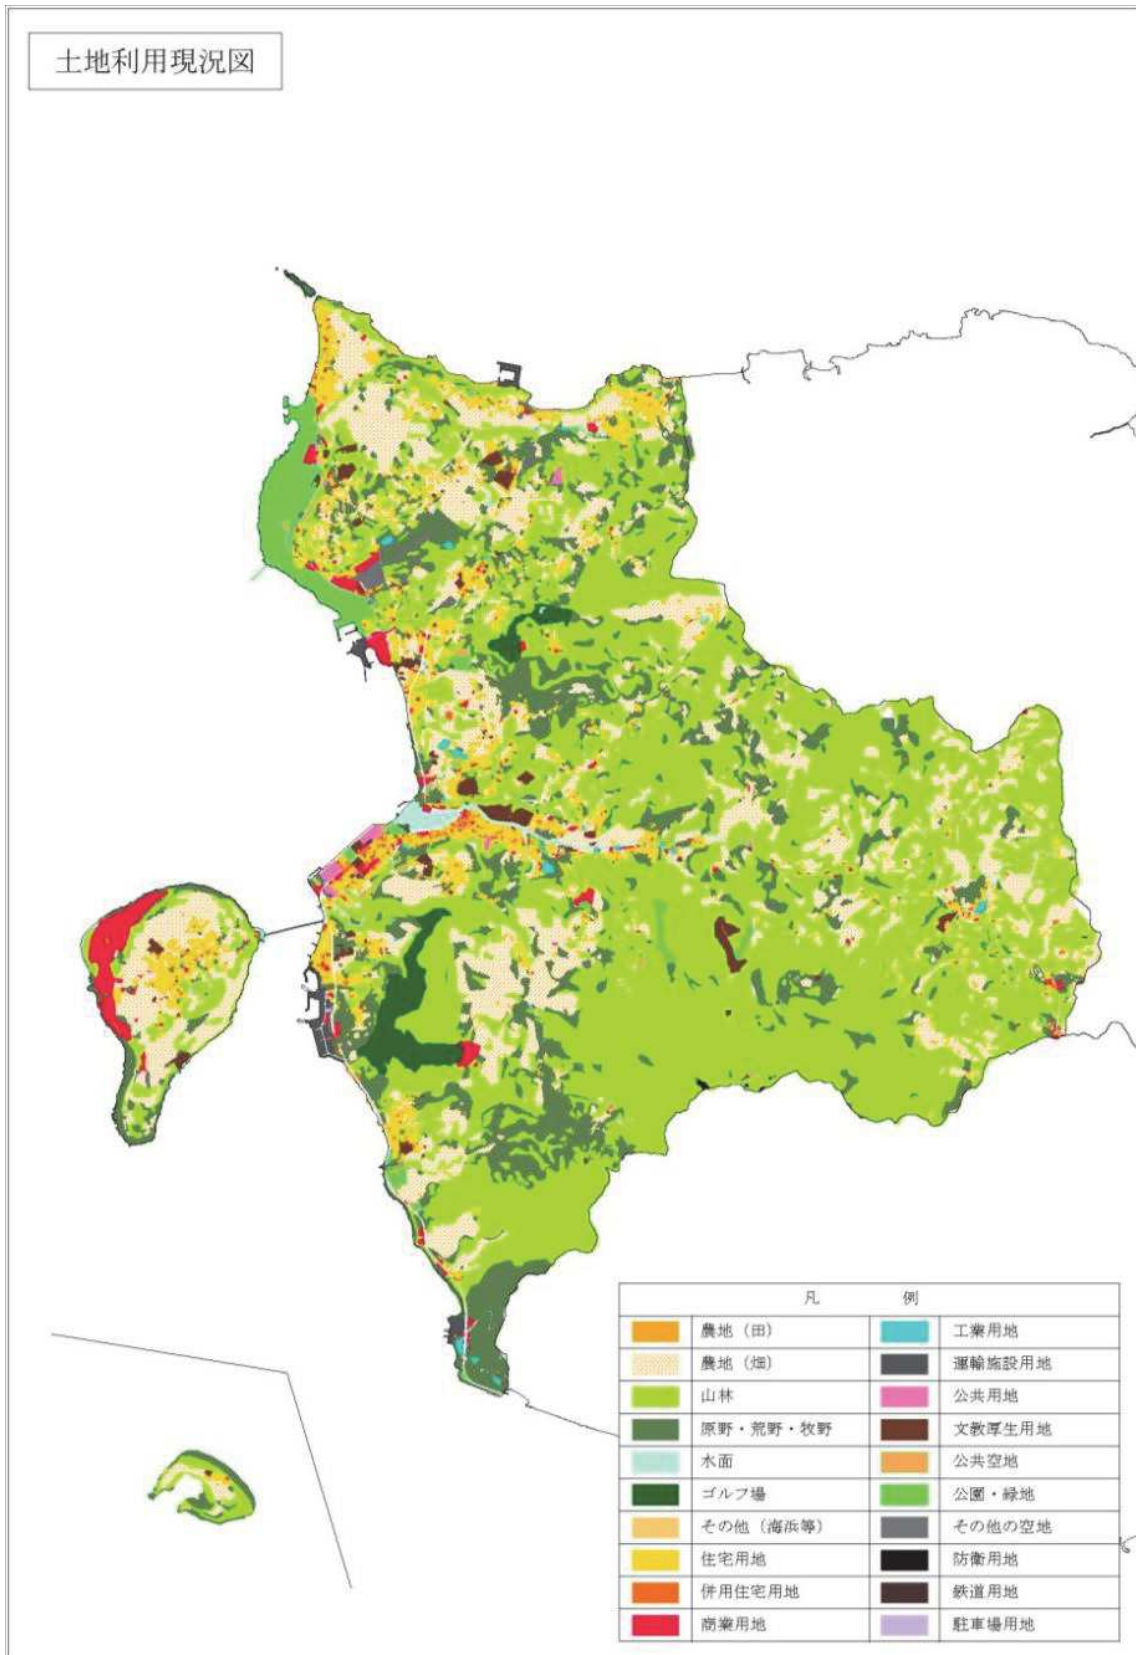 土地利用現況図
凡 例
農地（田） 工業用地
農地（畑） 運輸施設用地
山林 公共用地
原野・荒野・牧野 文教厚生用地
水面 公共空地
ゴルフ場 公園・緑地
その他（海浜等） その他の空地
住宅用地 防衛用地
併用住宅用地 鉄道用地
商業用地 駐車場用地